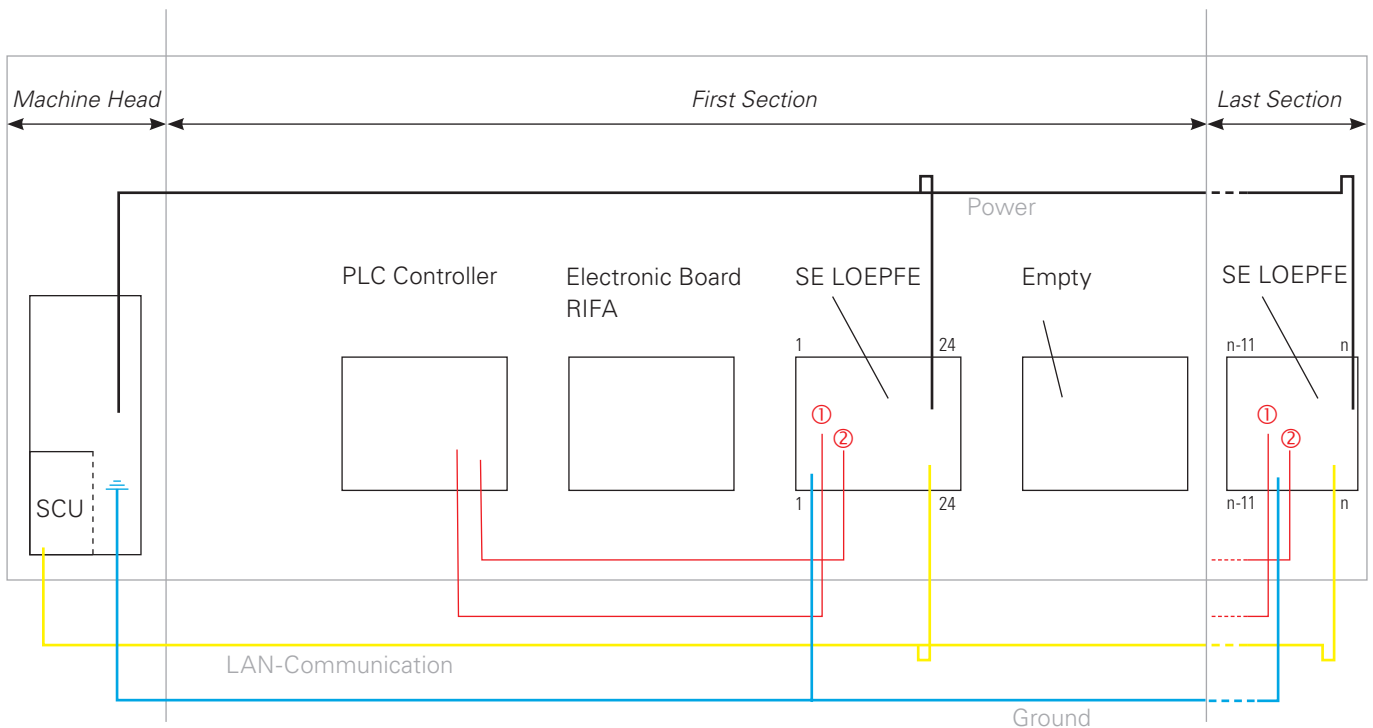 Machine Head
First Section
Last Section
Power
PLC Controller
Electronic Board
RIFA
SE LOEPFE
Empty
SE LOEPFE
1
24
n-11
n
①
②
①
②
SCU
1
24
n-11
n
LAN-Communication
Ground